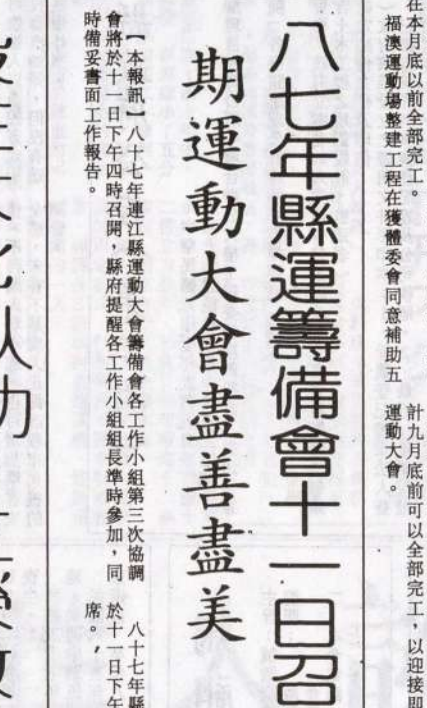 在本月底以前全部完工。
福澳運動場整建工程在獲體委會同意補助五
計九月底前可以全部完工，以迎接即
運動大會。
八七年縣運籌備會十一日召
期運動大會盡善盡美
【本報訊】八十七年連江縣運動大會籌備會各工作小組第三次協調
會將於十一日下午四時召開，縣府提醒各工作小組組長準時參加，同
時備妥書面工作報告。
八十七年縣
於十一日下午
席。